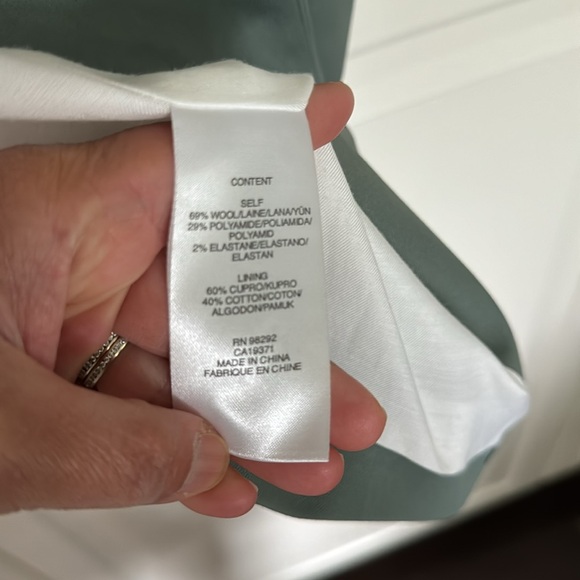 CONTENT
SELF
69% WOOL/LAINE/LANA/YÜN
29% POLYAMIDE/POLIAMIDA/
POLYAMID
2% ELASTANE/ELASTANO/
ELASTAN
LINING
60% CUPRO/KUPRO
40% COTTON/COTON/
ALGODON/PAMUK
RN 98292
CA19371
MADE IN CHINA
FABRIQUE EN CHINE